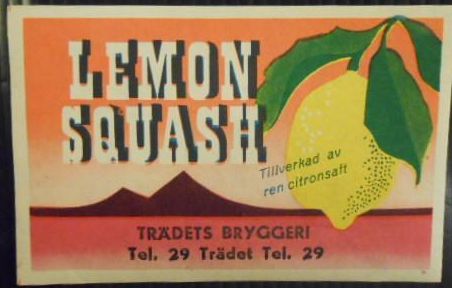 LEMON
SQUASH
Tillverkad av
ren citronsaft
TRÄDETS BRYGGERI
Tel. 29 Trädet Tel. 29